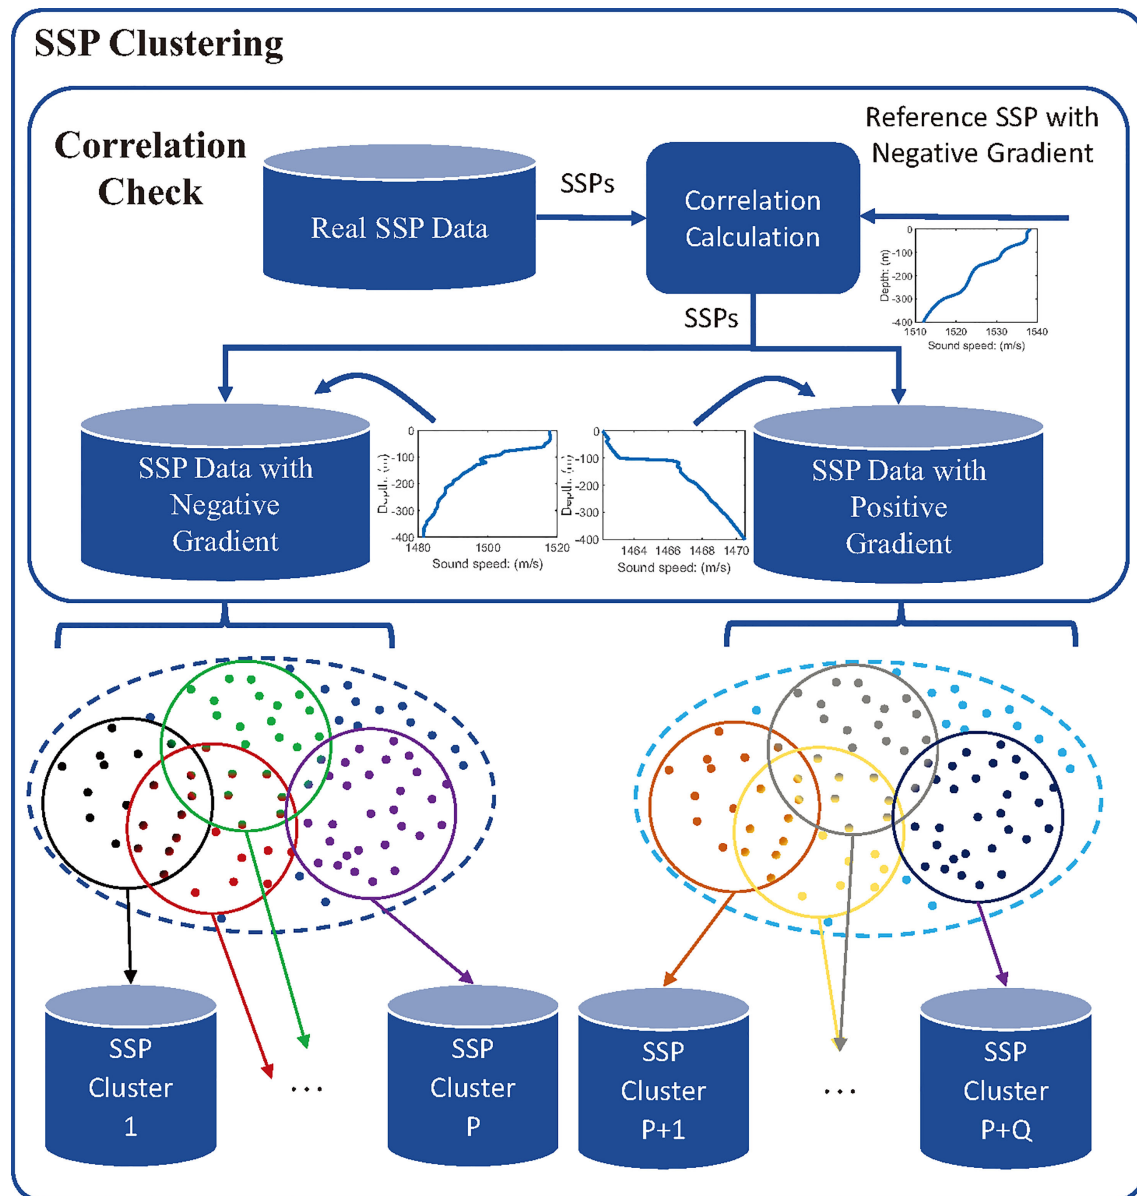 SSP Clustering
Correlation
Check
Reference SSP with
Negative Gradient
Real SSP Data
SSPs
Correlation
Calculation
0
-100
-200
-300
-400
Depth: (m)
1510
1520
1530
1540
Sound speed: (m/s)
SSPs
SSP Data with
Negative
Gradient
0
-100
-200
-300
-400
Depth: (m)
1480
1500
1520
Sound speed: (m/s)
0
-100
-200
-300
-400
Depth: (m)
1464
1466
1468
1470
Sound speed: (m/s)
SSP Data with
Positive
Gradient
SSP
Cluster
1
...
SSP
Cluster
P
SSP
Cluster
P+1
...
SSP
Cluster
P+Q